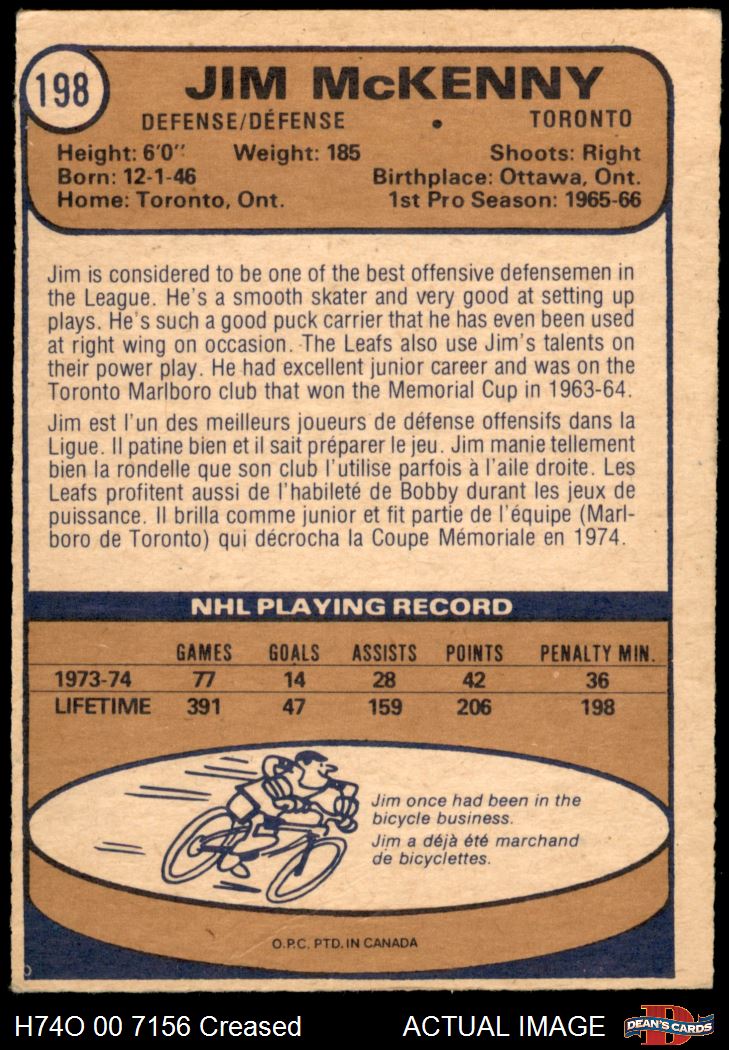 198
JIM McKENNY
DEFENSE/DÉFENSE • TORONTO
Height: 6'0" Weight: 185 Shoots: Right
Born: 12-1-46 Birthplace: Ottawa, Ont.
Home: Toronto, Ont. 1st Pro Season: 1965-66
Jim is considered to be one of the best offensive defensemen in
the League. He's a smooth skater and very good at setting up
plays. He's such a good puck carrier that he has even been used
at right wing on occasion. The Leafs also use Jim's talents on
their power play. He had excellent junior career and was on the
Toronto Marlboro club that won the Memorial Cup in 1963-64.
Jim est l'un des meilleurs joueurs de défense offensifs dans la
Ligue. Il patine bien et il sait préparer le jeu. Jim manie tellement
bien la rondelle que son club l'utilise parfois à l'aile droite. Les
Leafs profitent aussi de l'habileté de Bobby durant les jeux de
puissance. Il brilla comme junior et fit partie de l'équipe (Marl-
boro de Toronto) qui décrocha la Coupe Mémoriale en 1974.
NHL PLAYING RECORD
GAMES GOALS ASSISTS POINTS PENALTY MIN.
1973-74 77 14 28 42 36
LIFETIME 391 47 159 206 198
Jim once had been in the
bicycle business.
Jim a déjà été marchand
de bicyclettes.
O.P.C. PTD. IN CANADA
H74O 00 7156 Creased ACTUAL IMAGE DEAN'S CARDS